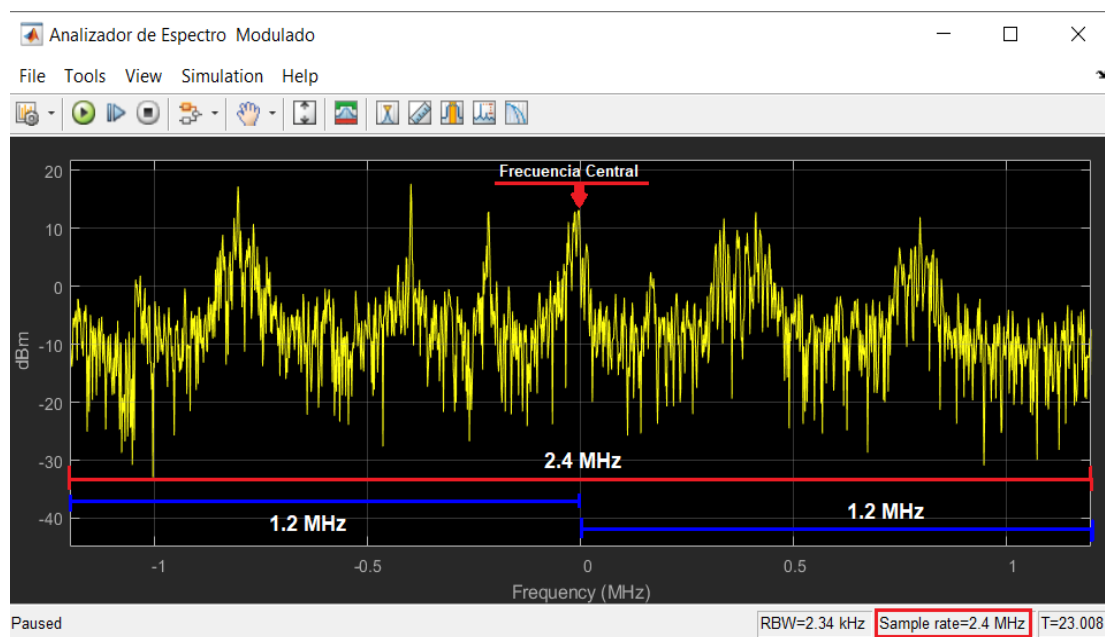 Analizador de Espectro Modulado
File Tools View Simulation Help
Frecuencia Central
20
10
0
-10
-20
-30
-40
dBm
2.4 MHz
1.2 MHz
1.2 MHz
-1
-0.5
0
0.5
1
Frequency (MHz)
Paused
RBW=2.34 kHz
Sample rate=2.4 MHz
T=23.008